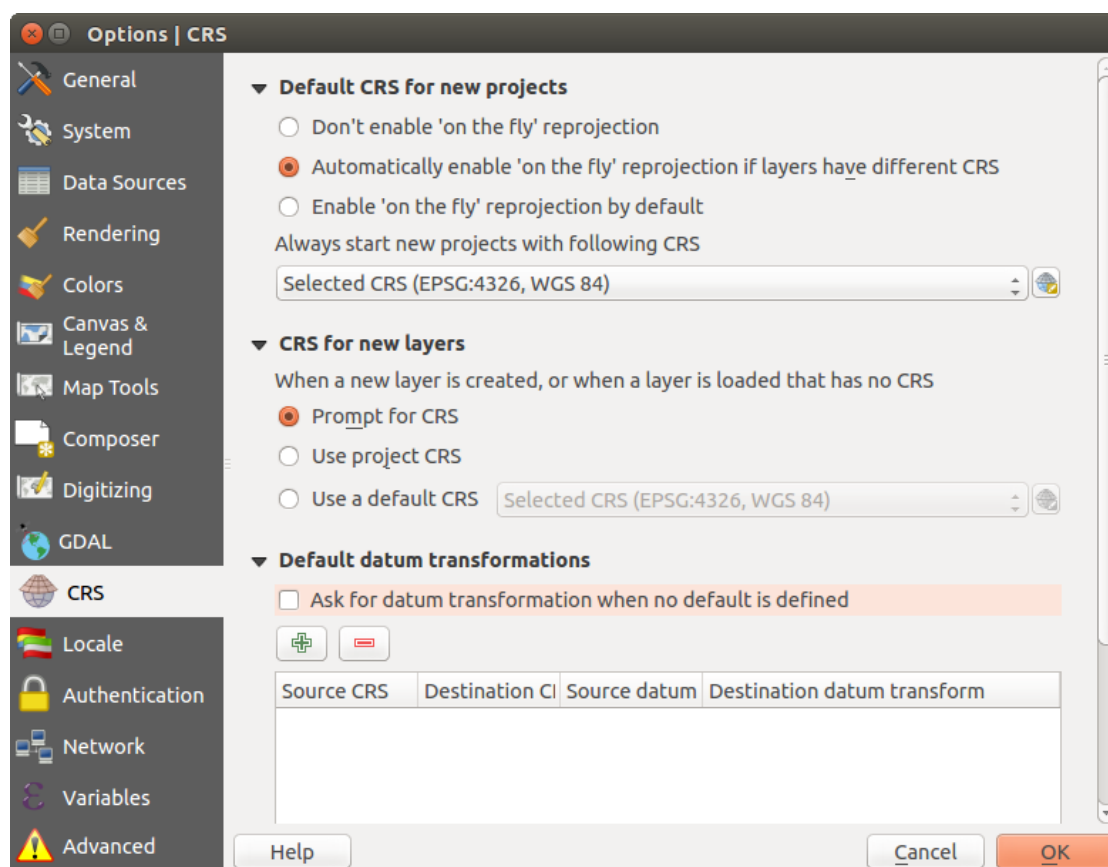 Options | CRS
General
System
Data Sources
Rendering
Colors
Canvas &
Legend
Map Tools
Composer
Digitizing
GDAL
CRS
Locale
Authentication
Network
Variables
Advanced
Default CRS for new projects
Don't enable 'on the fly' reprojection
Automatically enable 'on the fly' reprojection if layers have different CRS
Enable 'on the fly' reprojection by default
Always start new projects with following CRS
Selected CRS (EPSG:4326, WGS 84)
CRS for new layers
When a new layer is created, or when a layer is loaded that has no CRS
Prompt for CRS
Use project CRS
Use a default CRS Selected CRS (EPSG:4326, WGS 84)
Default datum transformations
Ask for datum transformation when no default is defined
Source CRS Destination CI Source datum Destination datum transform
Help Cancel OK